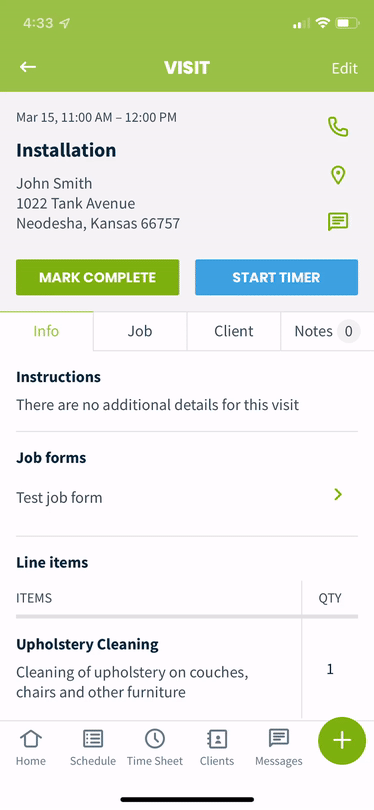 4:33
VISIT
Edit
Mar 15, 11:00 AM – 12:00 PM
Installation
John Smith
1022 Tank Avenue
Neodesha, Kansas 66757
MARK COMPLETE
START TIMER
Info
Job
Client
Notes 0
Instructions
There are no additional details for this visit
Job forms
Test job form
Line items
ITEMS
QTY
Upholstery Cleaning
Cleaning of upholstery on couches,
chairs and other furniture
1
Home
Schedule
Time Sheet
Clients
Messages